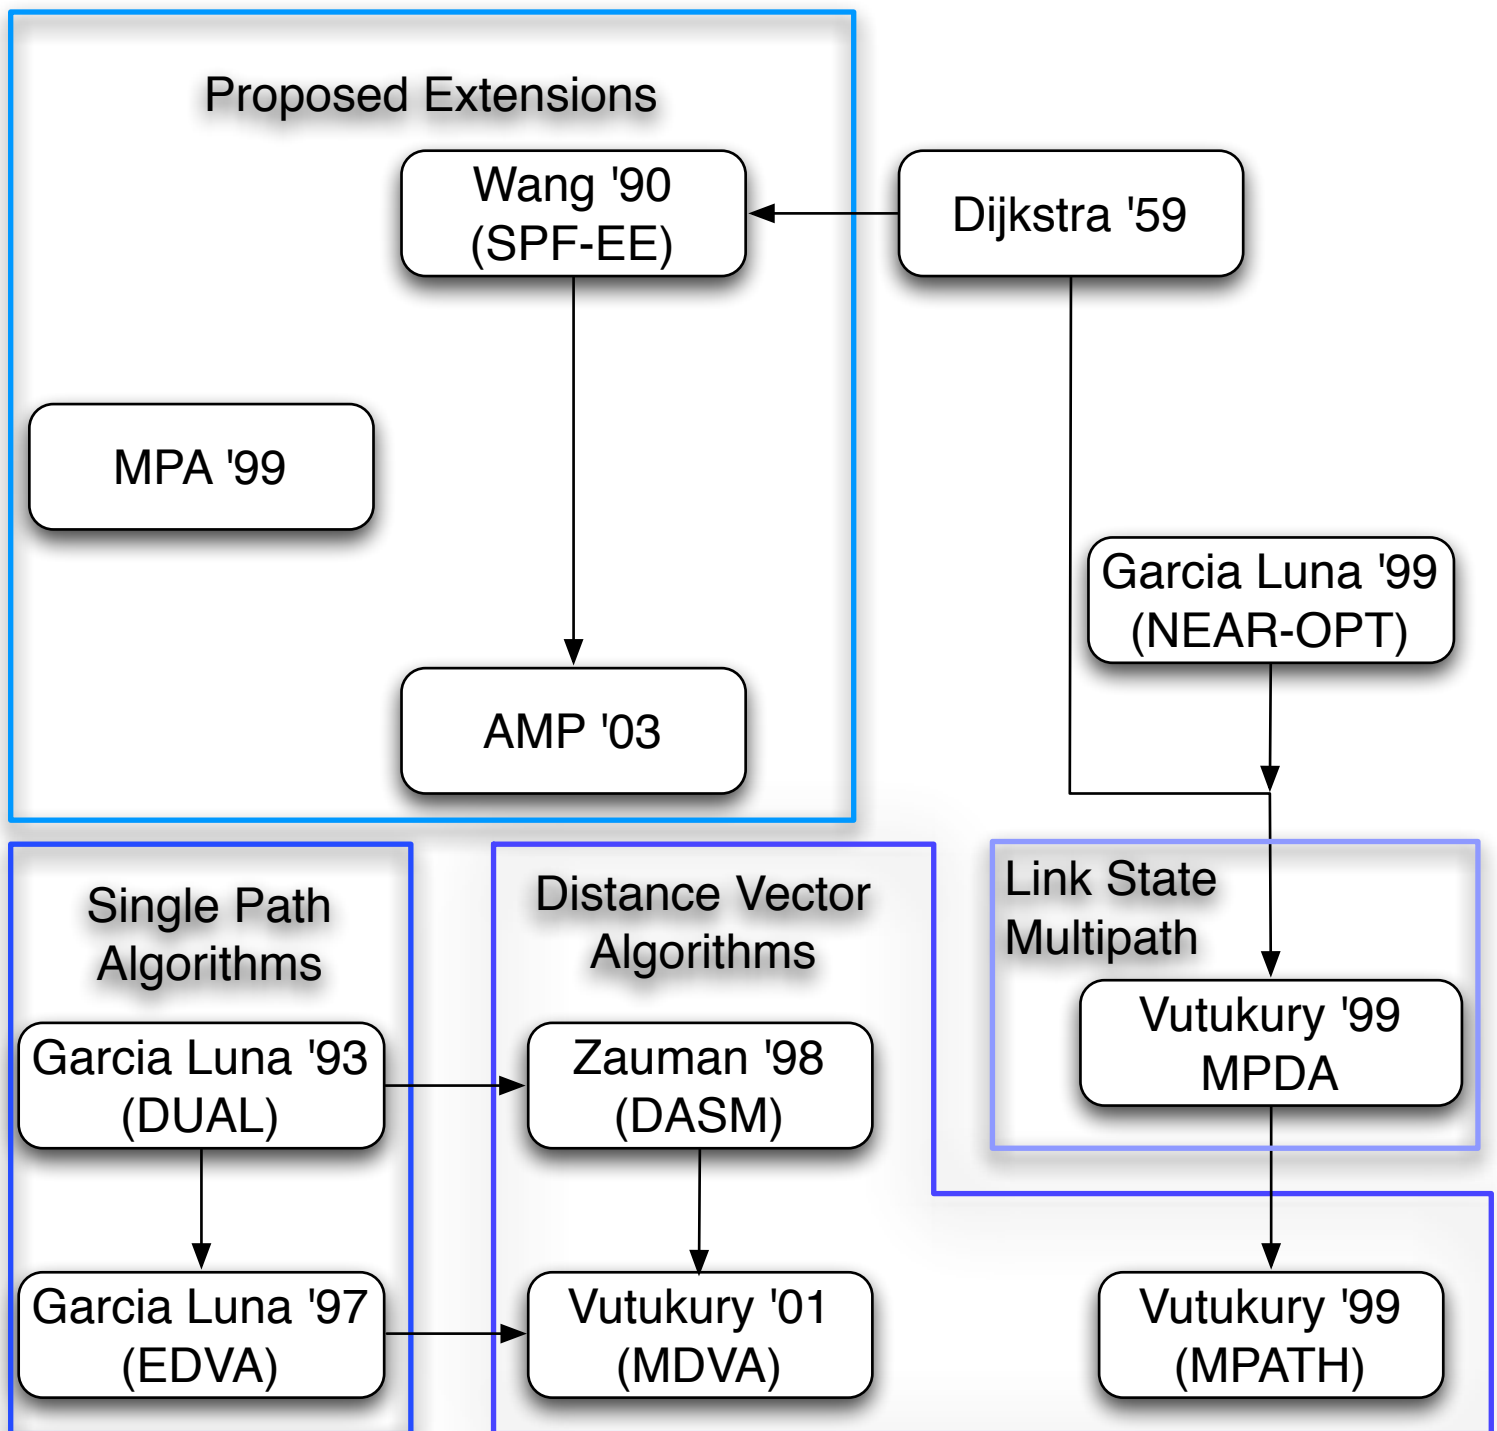 Proposed Extensions
Wang '90
(SPF-EE)
Dijkstra '59
MPA '99
Garcia Luna '99
(NEAR-OPT)
AMP '03
Single Path
Algorithms
Distance Vector
Algorithms
Link State
Multipath
Garcia Luna '93
(DUAL)
Zauman '98
(DASM)
Vutukury '99
MPDA
Garcia Luna '97
(EDVA)
Vutukury '01
(MDVA)
Vutukury '99
(MPATH)